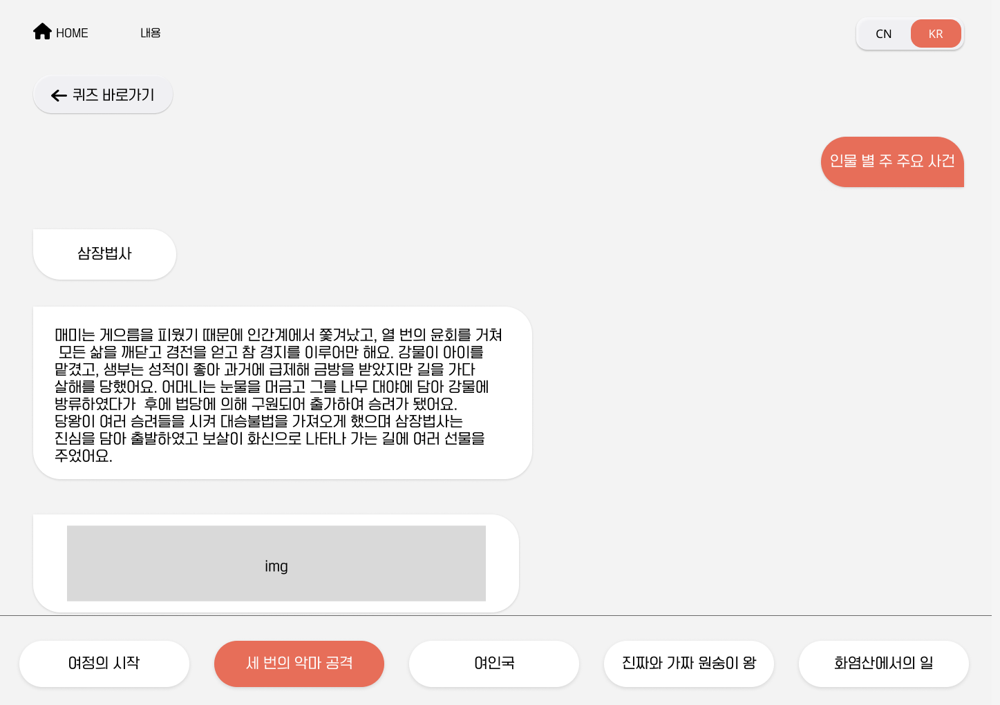 HOME
내용
CN
KR
퀴즈 바로가기
인물 별 주 주요 사건
삼장법사
매미는 게으름을 피웠기 때문에 인간계에서 쫓겨났고, 열 번의 윤회를 거쳐
모든 삶을 깨닫고 경전을 얻고 참 경지를 이루어만 해요. 강물이 아이를
맡겼고, 생부는 성적이 좋아 과거에 급제해 금방을 받았지만 길을 가다
살해를 당했어요. 어머니는 눈물을 머금고 그를 나무 대야에 담아 강물에
방류하였다가  후에 법당에 의해 구원되어 출가하여 승려가 됐어요.
당왕이 여러 승려들을 시켜 대승불법을 가져오게 했으며 삼장법사는
진심을 담아 출발하였고 보살이 화신으로 나타나 가는 길에 여러 선물을
주었어요.
img
여정의 시작
세 번의 악마 공격
여인국
진짜와 가짜 원숭이 왕
화염산에서의 일